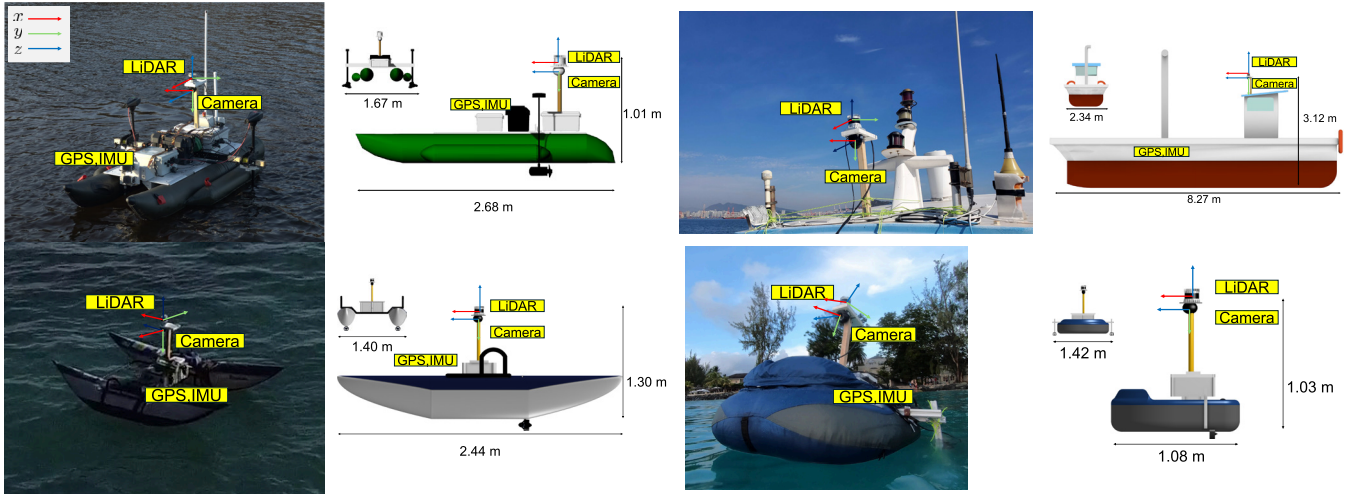 x
y
z
LiDAR
Camera
GPS,IMU
1.67 m
LiDAR
Camera
GPS,IMU
1.01 m
2.68 m
LiDAR
Camera
2.34 m
LiDAR
Camera
GPS,IMU
3.12 m
8.27 m
LiDAR
Camera
GPS,IMU
1.40 m
LiDAR
Camera
GPS,IMU
1.30 m
2.44 m
LiDAR
Camera
GPS,IMU
1.42 m
LiDAR
Camera
1.03 m
1.08 m